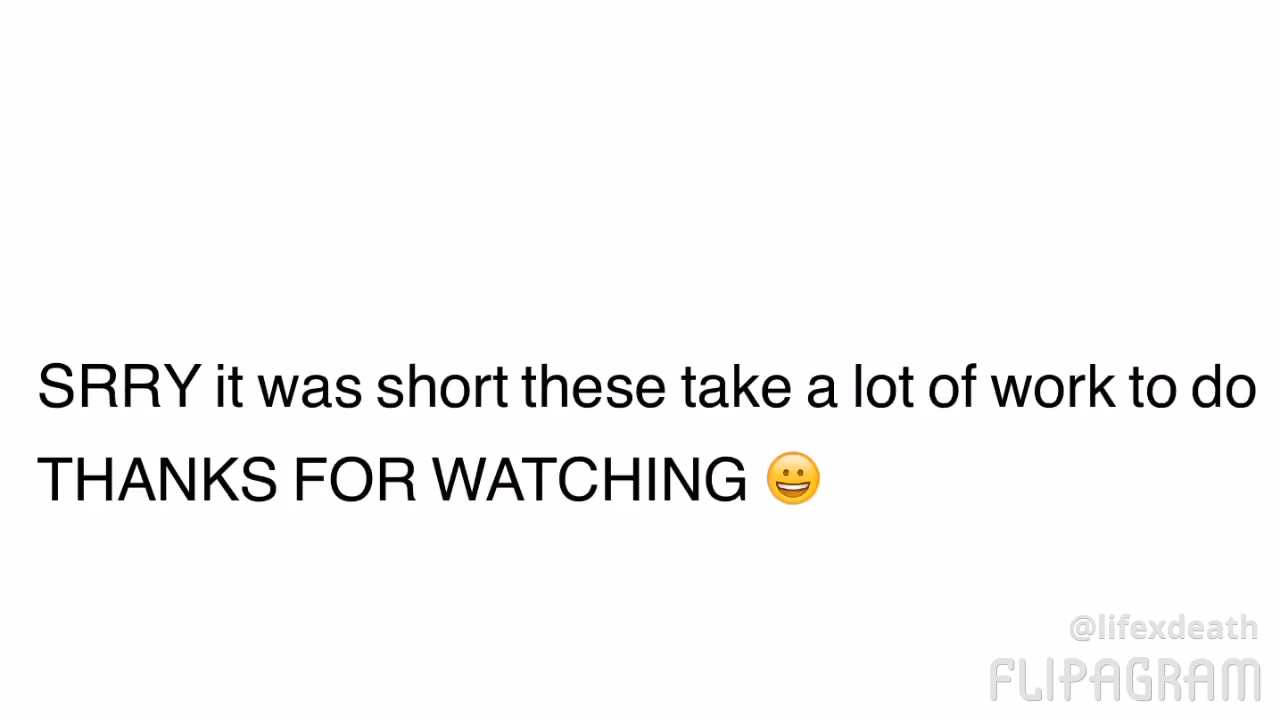 SRRY it was short these take a lot of work to do
THANKS FOR WATCHING 😀
@lifexdeath
FLIPAGRAM